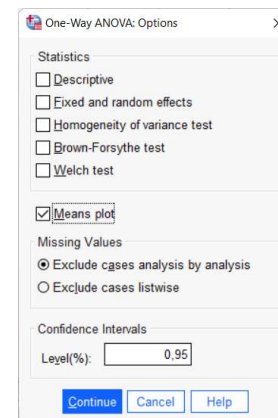 One-Way ANOVA: Options
Statistics
Descriptive
Fixed and random effects
Homogeneity of variance test
Brown-Forsythe test
Welch test
Means plot
Missing Values
Exclude cases analysis by analysis
Exclude cases listwise
Confidence Intervals
Level(%): 0,95
Continue Cancel Help